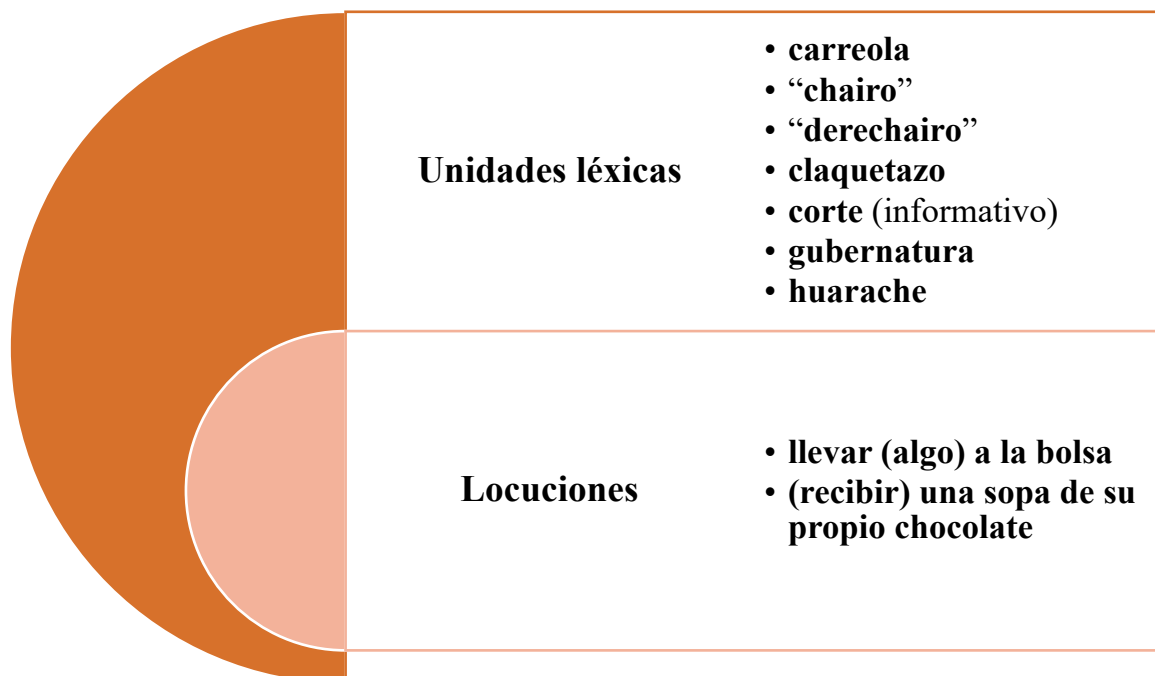 Unidades léxicas
• carreola
• “chairo”
• “derechairo”
• claquetazo
• corte (informativo)
• gubernatura
• huarache
Locuciones
• llevar (algo) a la bolsa
• (recibir) una sopa de su
propio chocolate